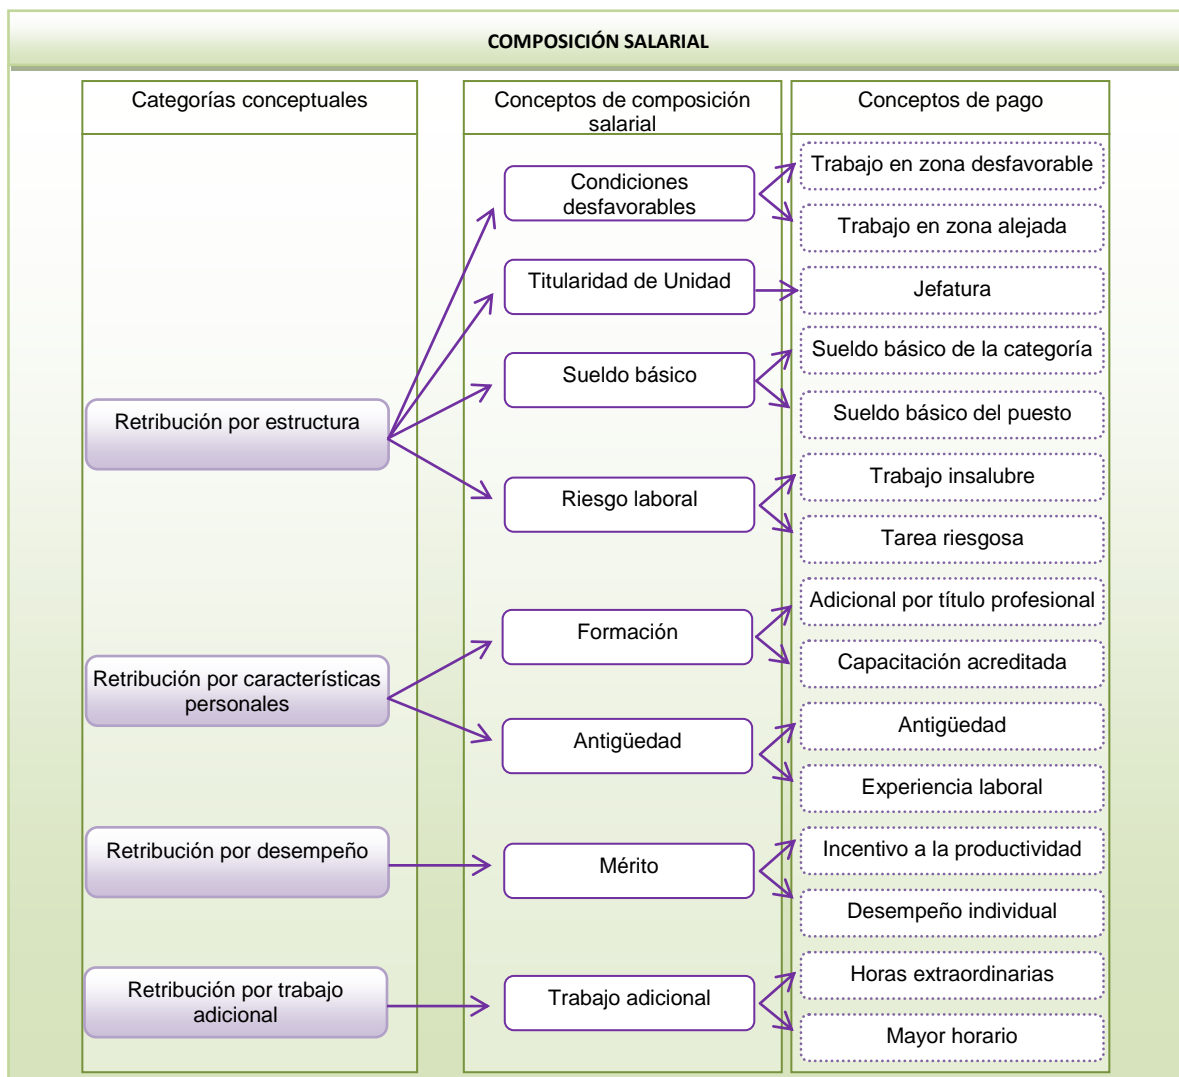 COMPOSICIÓN SALARIAL
Categorías conceptuales
Conceptos de composición
salarial
Conceptos de pago
Retribución por estructura
Condiciones
desfavorables
Trabajo en zona desfavorable
Trabajo en zona alejada
Titularidad de Unidad
Jefatura
Sueldo básico
Sueldo básico de la categoría
Sueldo básico del puesto
Riesgo laboral
Trabajo insalubre
Tarea riesgosa
Retribución por características
personales
Formación
Adicional por título profesional
Capacitación acreditada
Antigüedad
Antigüedad
Experiencia laboral
Retribución por desempeño
Mérito
Incentivo a la productividad
Desempeño individual
Retribución por trabajo
adicional
Trabajo adicional
Horas extraordinarias
Mayor horario